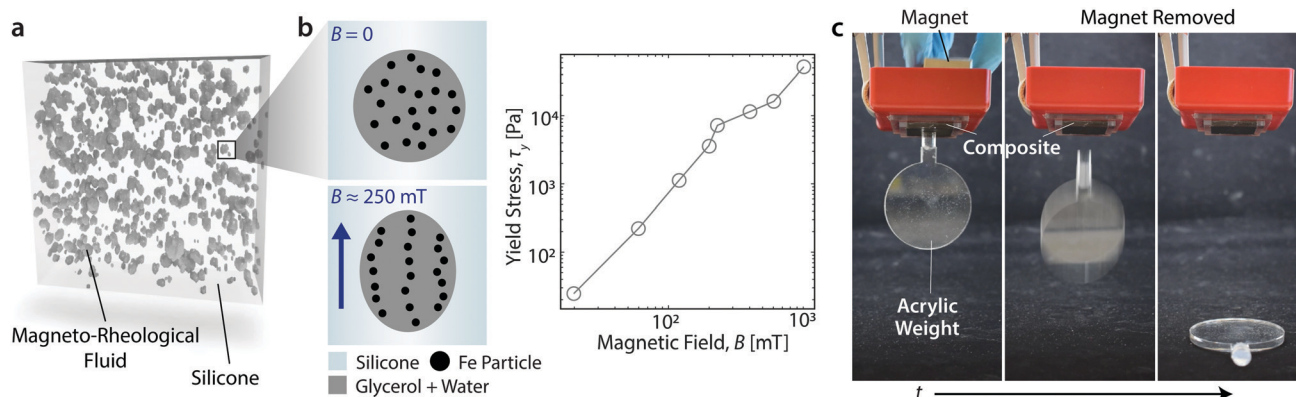 a
Magneto-Rheological
Fluid
Silicone
b
B = 0
B ≈ 250 mT
Silicone
Fe Particle
Glycerol + Water
Yield Stress, τy [Pa]
10⁴
10³
10²
10²
10³
Magnetic Field, B [mT]
c
Magnet
Magnet Removed
Composite
Acrylic
Weight
t